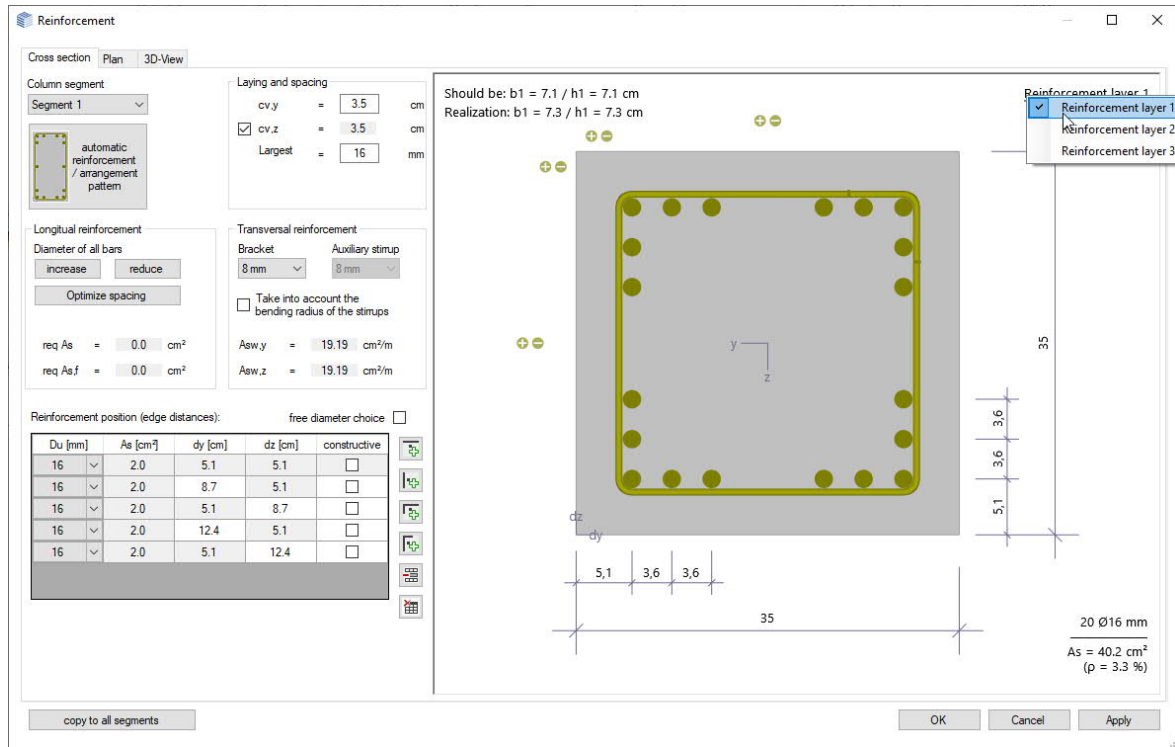 Reinforcement
Cross section Plan 3D-View
Column segment
Segment 1
automatic
reinforcement
/ arrangement
pattern
Laying and spacing
cv,y = 3.5 cm
cv,z = 3.5 cm
Largest = 16 mm
Longitual reinforcement
Diameter of all bars
increase reduce
Optimize spacing
req As = 0.0 cm²
req As,f = 0.0 cm²
Transversal reinforcement
Bracket Auxiliary stirrup
8 mm 8 mm
Take into account the
bending radius of the stirrups
Asw,y = 19.19 cm²/m
Asw,z = 19.19 cm²/m
Reinforcement position (edge distances): free diameter choice
Du [mm] As [cm²] dy [cm] dz [cm] constructive
16 2.0 5.1 5.1
16 2.0 8.7 5.1
16 2.0 5.1 8.7
16 2.0 12.4 5.1
16 2.0 5.1 12.4
Should be: b1 = 7.1 / h1 = 7.1 cm
Realization: b1 = 7.3 / h1 = 7.3 cm
Reinforcement layer 1
Reinforcement layer 1
Reinforcement layer 2
Reinforcement layer 3
y
z
35
3,6
3,6
5,1
dz
dy
5,1 3,6 3,6
35
20 Ø16 mm
As = 40.2 cm²
(ρ = 3.3 %)
copy to all segments
OK Cancel Apply